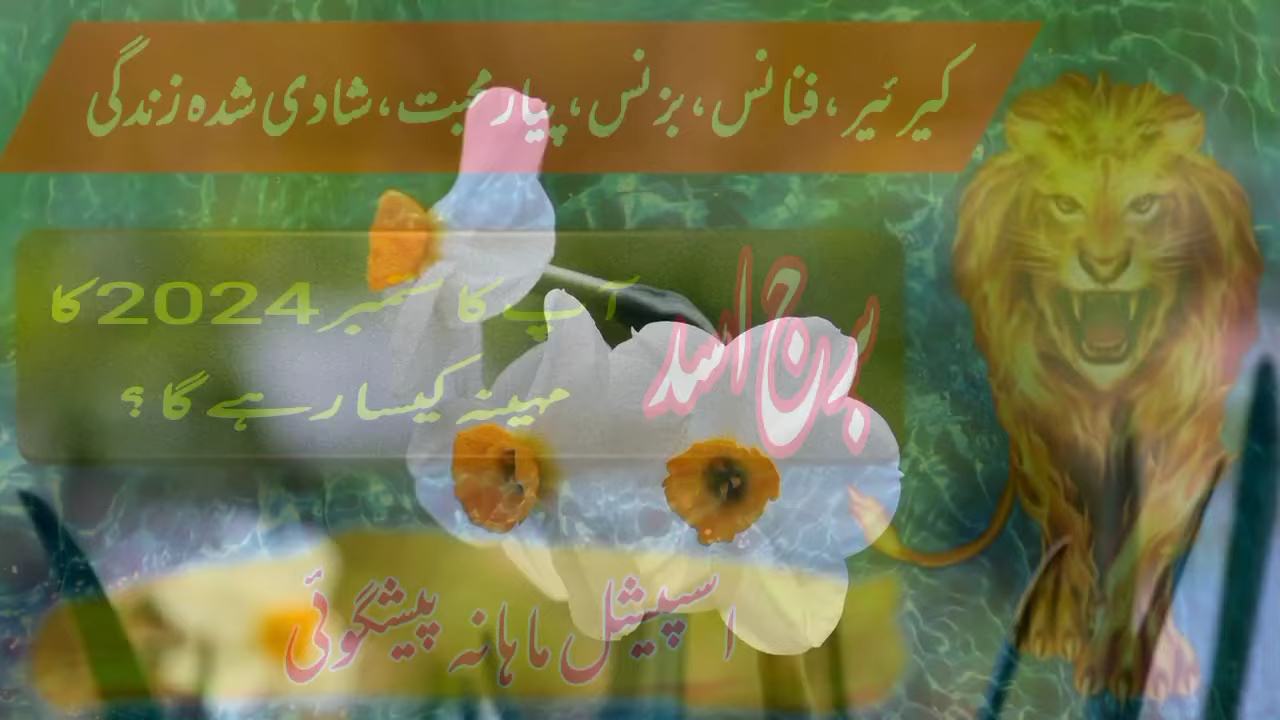 کیرئیر، فنانس، بزنس، پیار محبت، شادی شدہ زندگی
برج اسد
آپ کا ستمبر 2024 کا
مہینہ کیسا رہے گا ؟
اسپیشل ماہانہ پیشگوئی